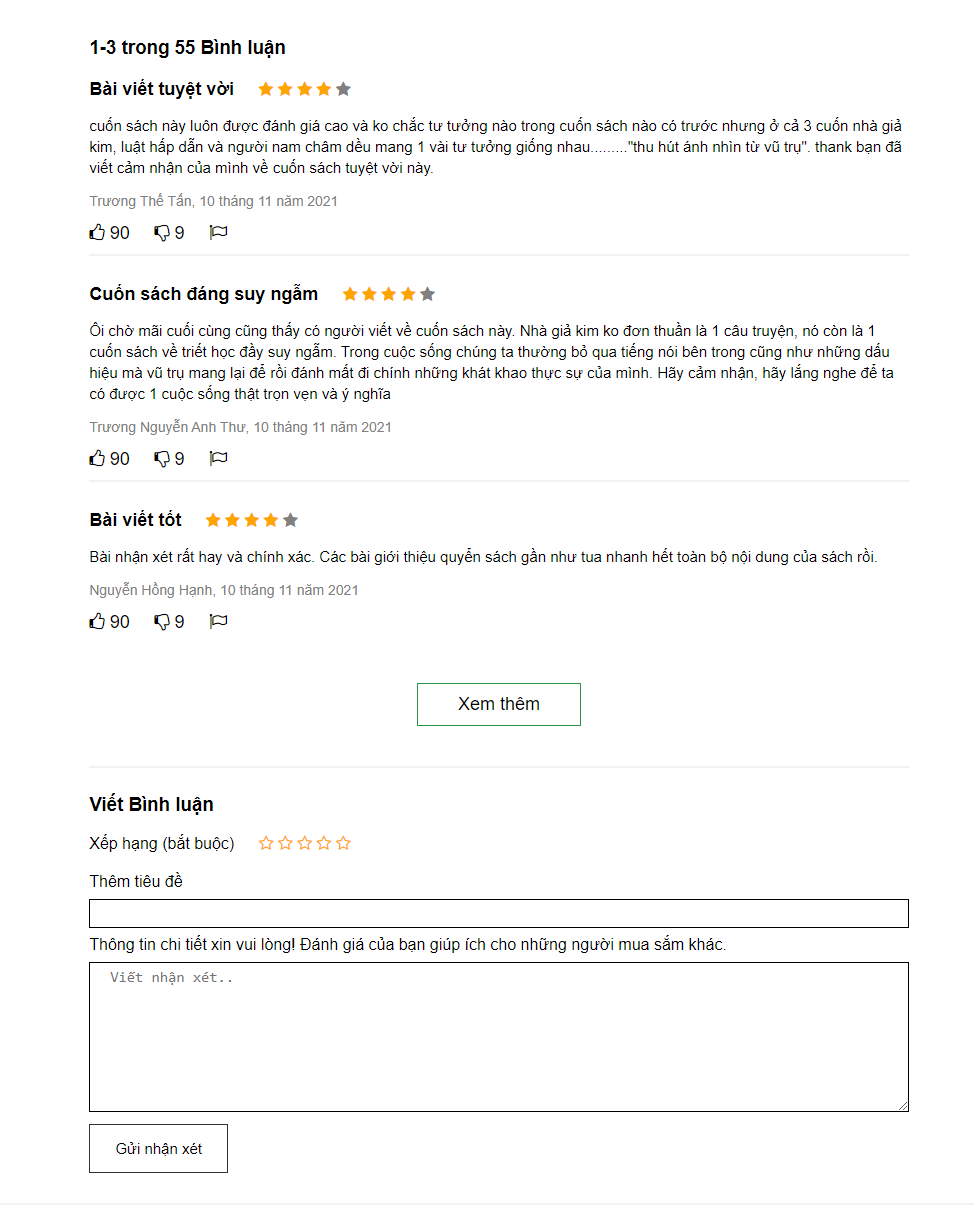 1-3 trong 55 Bình luận
Bài viết tuyệt vời
cuốn sách này luôn được đánh giá cao và ko chắc tư tưởng nào trong cuốn sách nào có trước nhưng ở cả 3 cuốn nhà giả
kim, luật hấp dẫn và người nam châm dều mang 1 vài tư tưởng giống nhau........."thu hút ánh nhìn từ vũ trụ". thank bạn đã
viết cảm nhận của mình về cuốn sách tuyệt vời này.
Trương Thế Tấn, 10 tháng 11 năm 2021
90 9
Cuốn sách đáng suy ngẫm
Ôi chờ mãi cuối cùng cũng thấy có người viết về cuốn sách này. Nhà giả kim ko đơn thuần là 1 câu truyện, nó còn là 1
cuốn sách về triết học đầy suy ngẫm. Trong cuộc sống chúng ta thường bỏ qua tiếng nói bên trong cũng như những dấu
hiệu mà vũ trụ mang lại để rồi đánh mất đi chính những khát khao thực sự của mình. Hãy cảm nhận, hãy lắng nghe để ta
có được 1 cuộc sống thật trọn vẹn và ý nghĩa
Trương Nguyễn Anh Thư, 10 tháng 11 năm 2021
90 9
Bài viết tốt
Bài nhận xét rất hay và chính xác. Các bài giới thiệu quyển sách gần như tua nhanh hết toàn bộ nội dung của sách rồi.
Nguyễn Hồng Hạnh, 10 tháng 11 năm 2021
90 9
Xem thêm
Viết Bình luận
Xếp hạng (bắt buộc)
Thêm tiêu đề
Thông tin chi tiết xin vui lòng! Đánh giá của bạn giúp ích cho những người mua sắm khác.
Viết nhận xét..
Gửi nhận xét